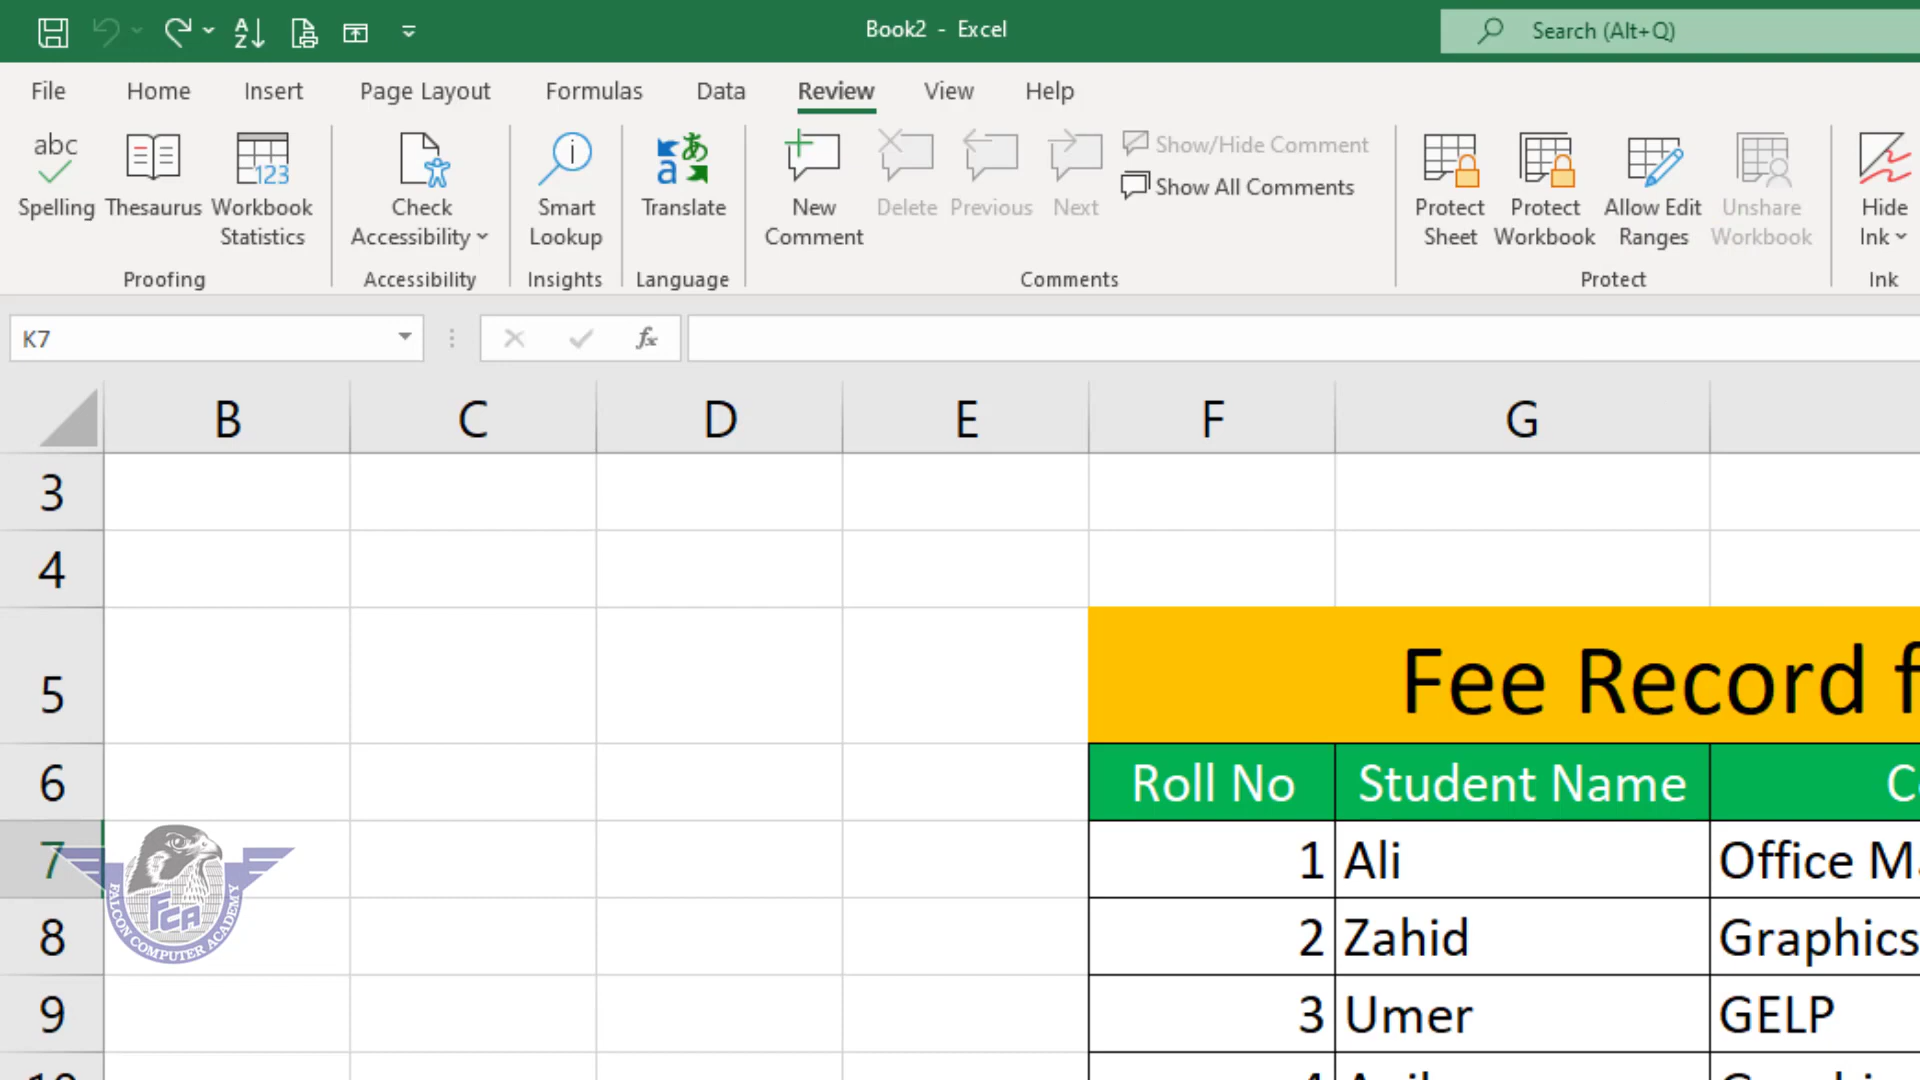 Book2 - Excel
Search (Alt+Q)
File Home Insert Page Layout Formulas Data Review View Help
abc
Spelling
Thesaurus
123
Workbook Statistics
Proofing
Check Accessibility
Accessibility
Smart Lookup
Insights
a あ
Translate
Language
New Comment
Delete
Previous
Next
Show/Hide Comment
Show All Comments
Comments
Protect Sheet
Protect Workbook
Allow Edit Ranges
Unshare Workbook
Protect
Hide Ink
Ink
K7
fx
B C D E F G
3
4
5 Fee Record
6 Roll No Student Name
7 1 Ali Office
8 2 Zahid Graphics
9 3 Umer GELP
FCA
FALCON COMPUTER ACADEMY